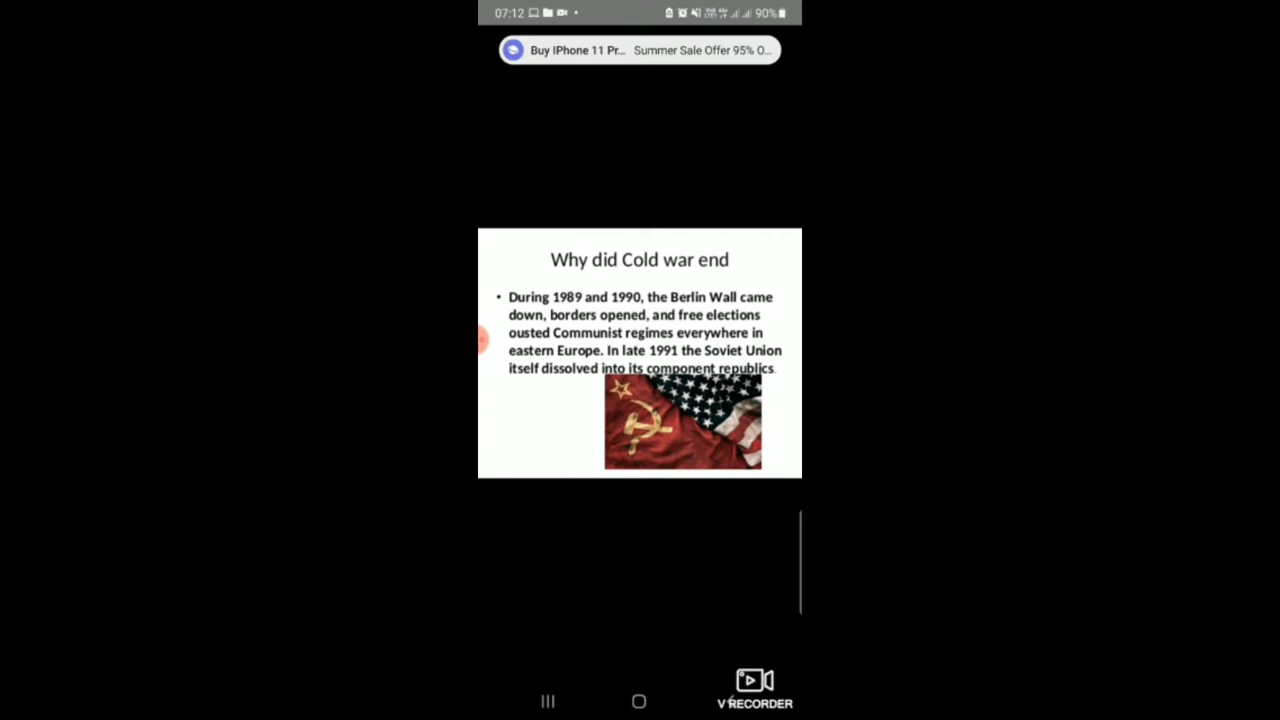 07:12 90%
Buy IPhone 11 Pr... Summer Sale Offer 95% O...
Why did Cold war end
• During 1989 and 1990, the Berlin Wall came
down, borders opened, and free elections
ousted Communist regimes everywhere in
eastern Europe. In late 1991 the Soviet Union
itself dissolved into its component republics.
V RECORDER